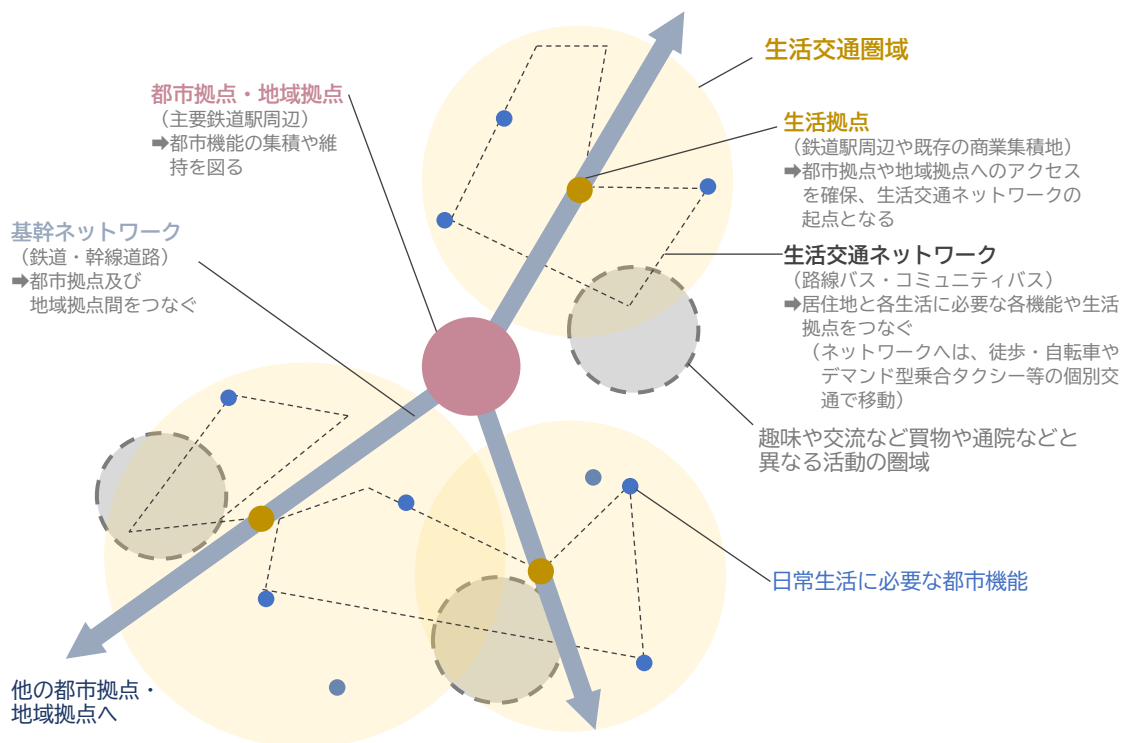 生活交通圏域
都市拠点・地域拠点
（主要鉄道駅周辺）
➡都市機能の集積や維
持を図る
生活拠点
（鉄道駅周辺や既存の商業集積地）
➡都市拠点や地域拠点へのアクセス
を確保、生活交通ネットワークの
起点となる
基幹ネットワーク
（鉄道・幹線道路）
➡都市拠点及び
地域拠点間をつなぐ
生活交通ネットワーク
（路線バス・コミュニティバス）
➡居住地と各生活に必要な各機能や生活
拠点をつなぐ
（ネットワークへは、徒歩・自転車や
デマンド型乗合タクシー等の個別交
通で移動）
趣味や交流など買物や通院などと
異なる活動の圏域
日常生活に必要な都市機能
他の都市拠点・
地域拠点へ